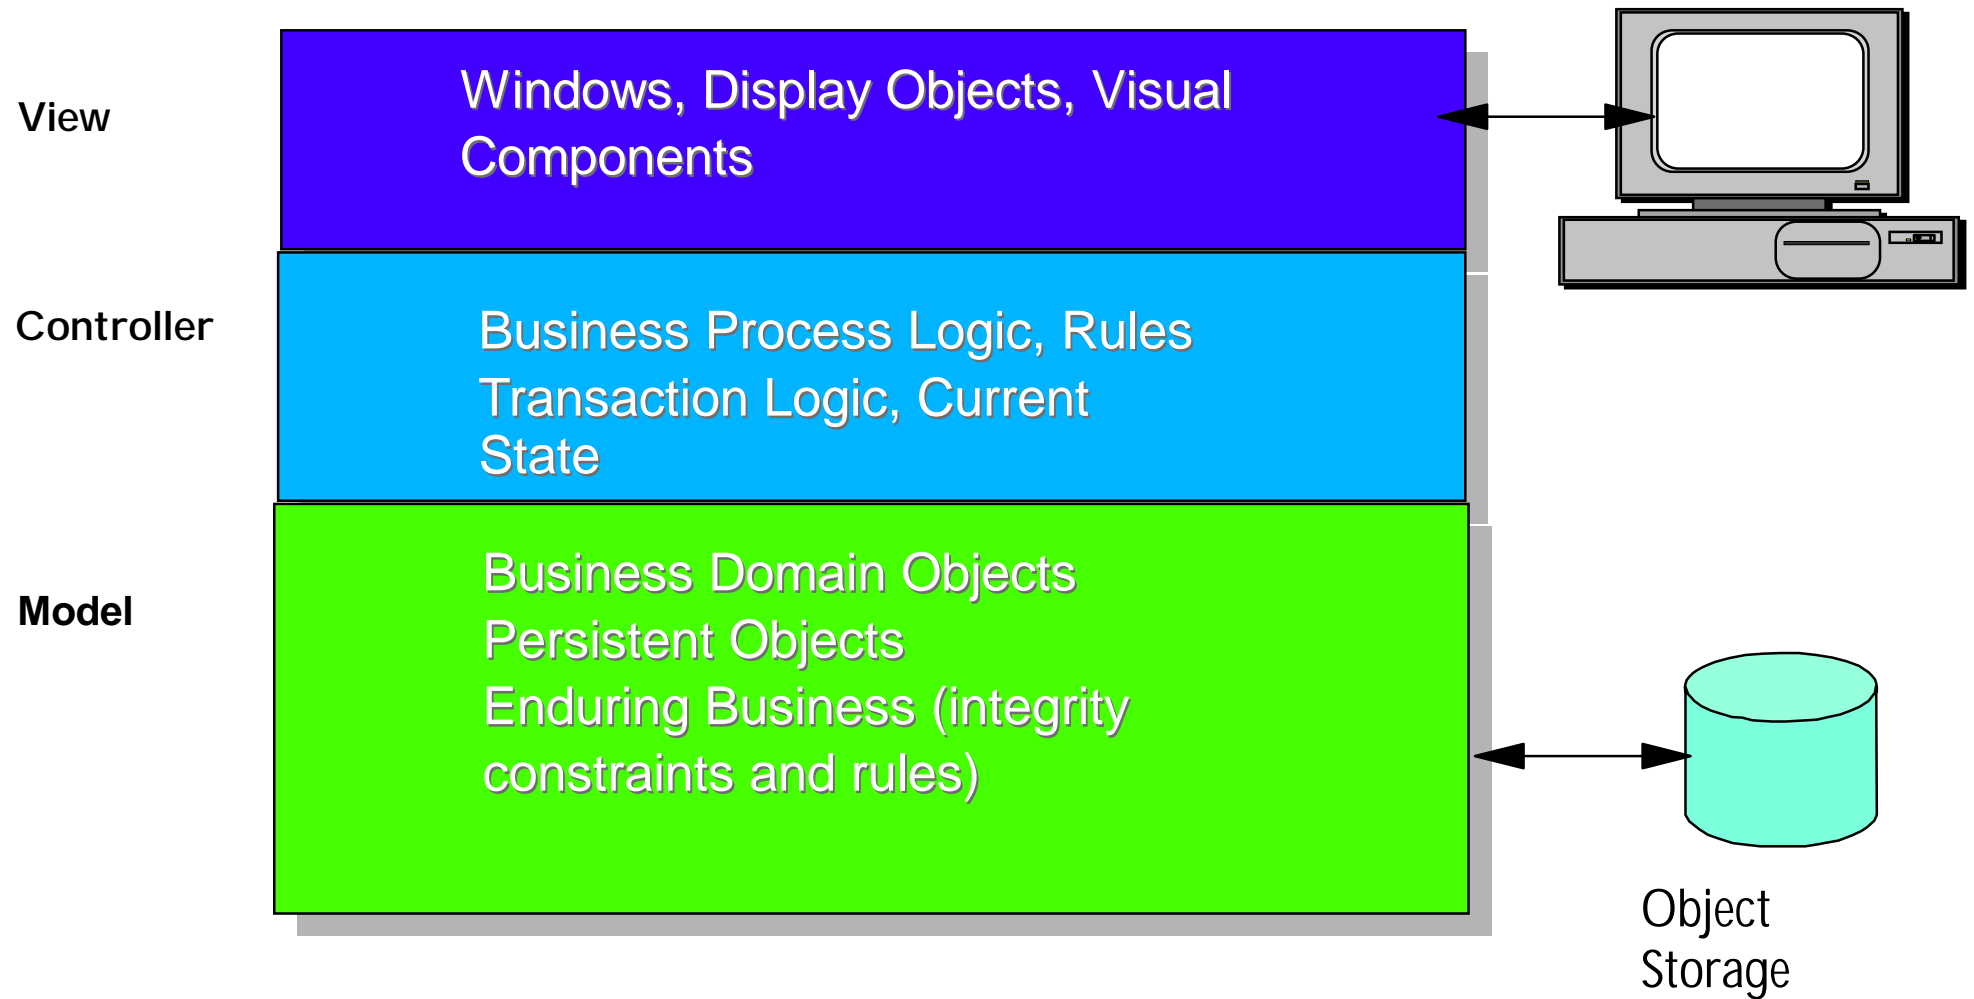 View
Windows, Display Objects, Visual
Components
Controller
Business Process Logic, Rules
Transaction Logic, Current
State
Model
Business Domain Objects
Persistent Objects
Enduring Business (integrity
constraints and rules)
Object
Storage